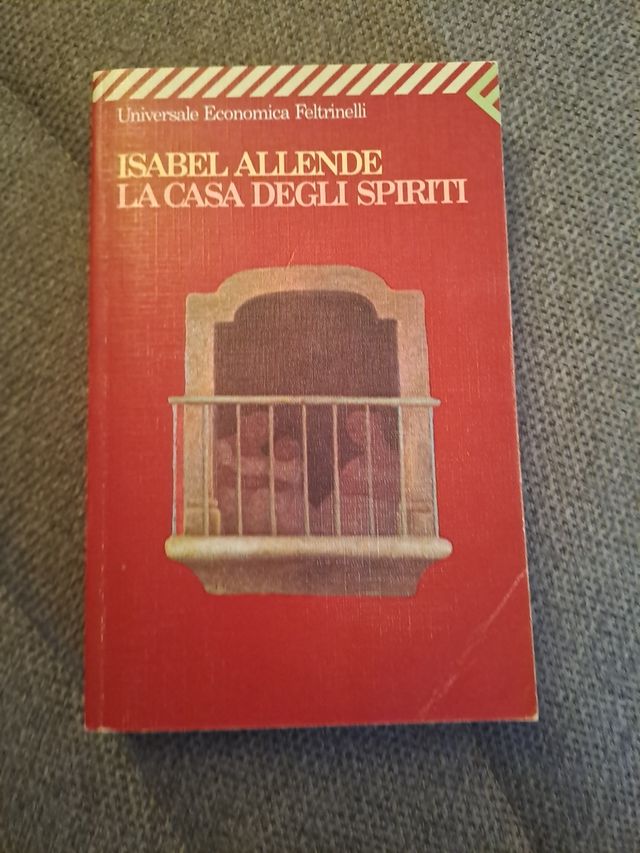 Universale Economica Feltrinelli
ISABEL ALLENDE
LA CASA DEGLI SPIRITI